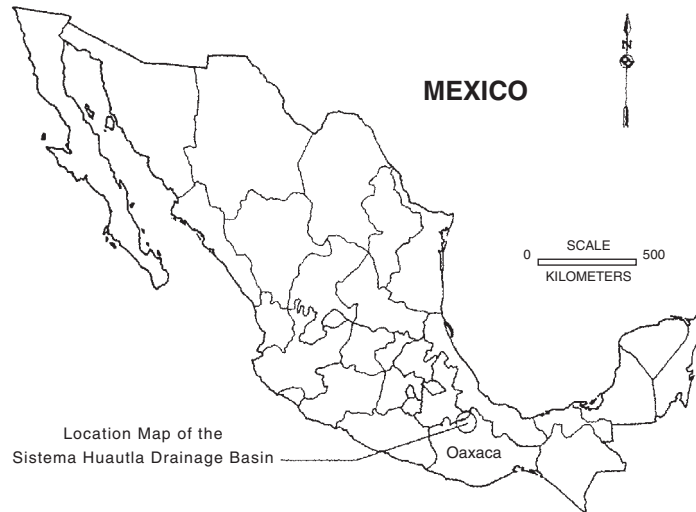 N
MEXICO
SCALE
0 500
KILOMETERS
Location Map of the
Sistema Huautla Drainage Basin
Oaxaca